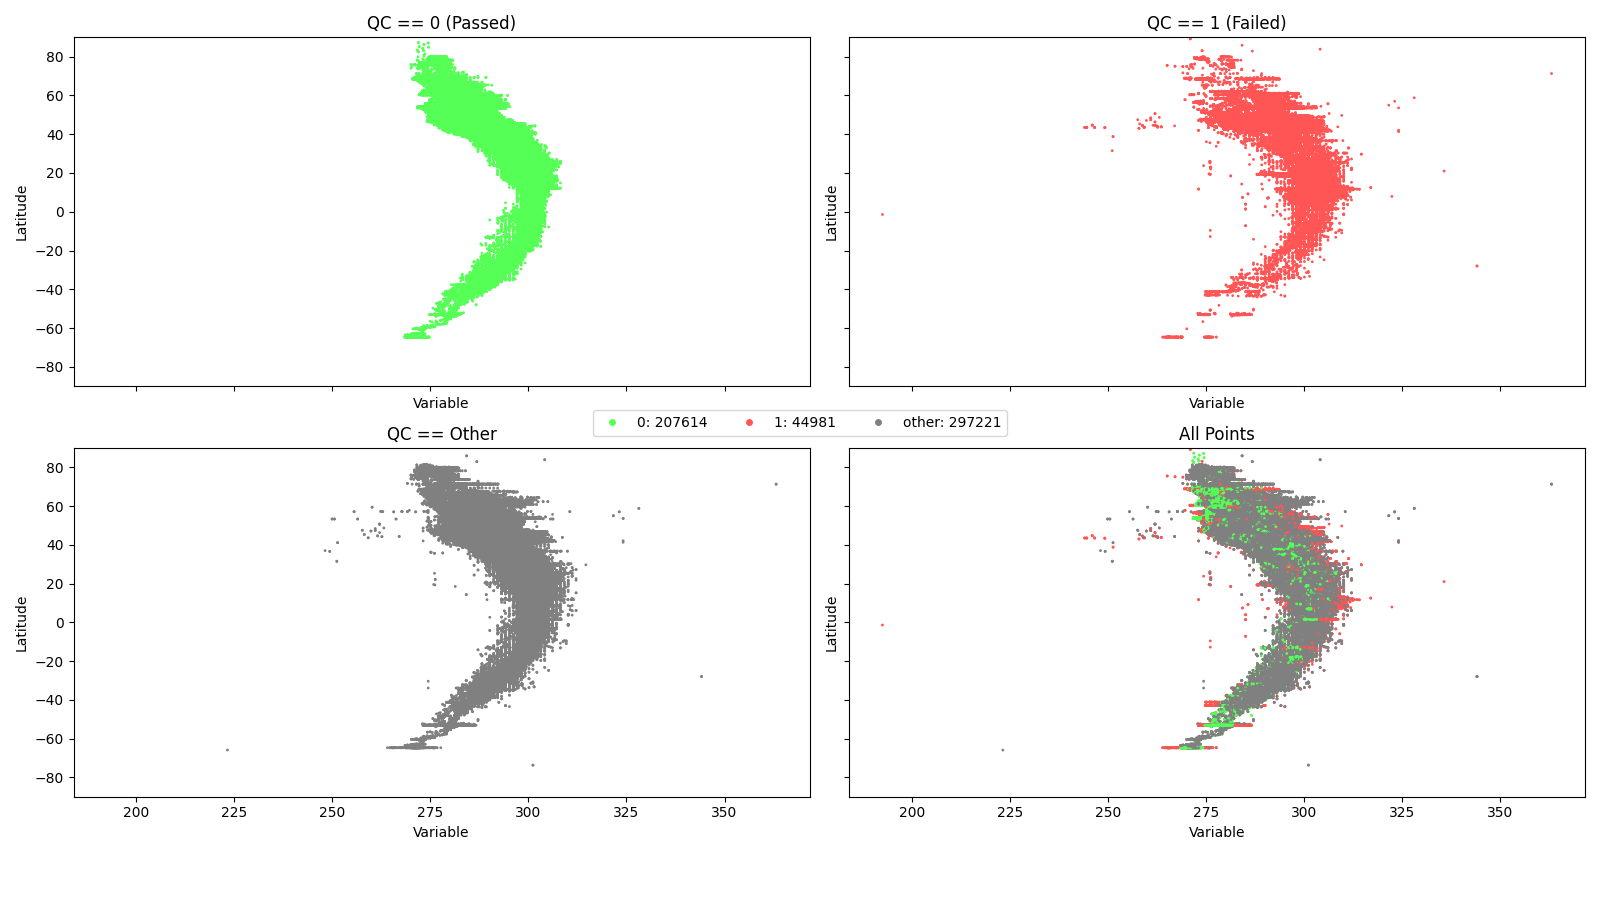 QC == 0 (Passed)
80
60
40
20
0
−20
−40
−60
−80
Latitude
Variable
QC == 1 (Failed)
Latitude
Variable
0: 207614
1: 44981
other: 297221
QC == Other
80
60
40
20
0
−20
−40
−60
−80
Latitude
200
225
250
275
300
325
350
Variable
All Points
Latitude
200
225
250
275
300
325
350
Variable